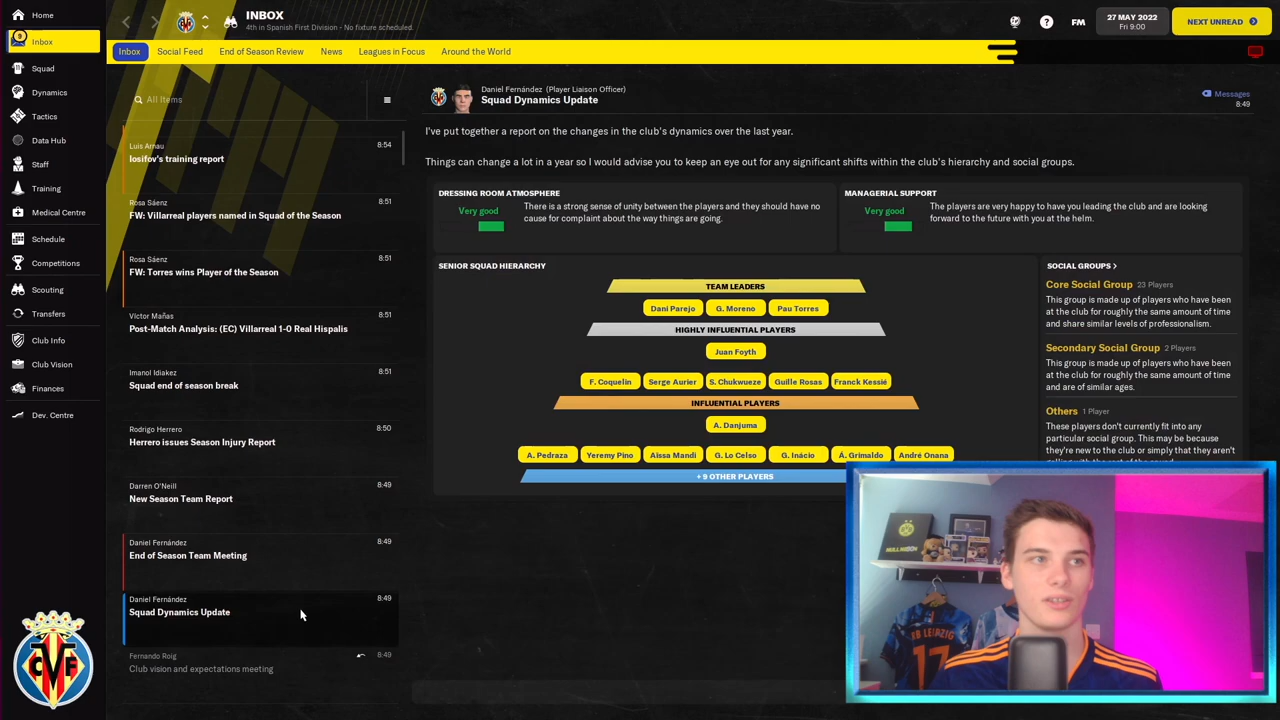 Home
9
Inbox
Squad
Dynamics
Tactics
Data Hub
Staff
Training
Medical Centre
Schedule
Competitions
Scouting
Transfers
Club Info
Club Vision
Finances
Dev. Centre
CVF
INBOX
4th in Spanish First Division - No fixture scheduled.
FM
27 MAY 2022
Fri 9:00
NEXT UNREAD
Inbox
Social Feed
End of Season Review
News
Leagues in Focus
Around the World
All Items
Luis Arnau
8:54
Iosifov's training report
Rosa Sáenz
8:51
FW: Villarreal players named in Squad of the Season
Rosa Sáenz
8:51
FW: Torres wins Player of the Season
Víctor Mañas
8:51
Post-Match Analysis: (EC) Villarreal 1-0 Real Hispalis
Imanol Idiakez
8:51
Squad end of season break
Rodrigo Herrero
8:50
Herrero issues Season Injury Report
Darren O'Neill
8:49
New Season Team Report
Daniel Fernández
8:49
End of Season Team Meeting
Daniel Fernández
8:49
Squad Dynamics Update
Fernando Roig
8:49
Club vision and expectations meeting
Daniel Fernández (Player Liaison Officer)
Squad Dynamics Update
Messages
8:49
I've put together a report on the changes in the club's dynamics over the last year.
Things can change a lot in a year so I would advise you to keep an eye out for any significant shifts within the club's hierarchy and social groups.
DRESSING ROOM ATMOSPHERE
Very good
There is a strong sense of unity between the players and they should have no
cause for complaint about the way things are going.
MANAGERIAL SUPPORT
Very good
The players are very happy to have you leading the club and are looking
forward to the future with you at the helm.
SENIOR SQUAD HIERARCHY
TEAM LEADERS
Dani Parejo
G. Moreno
Pau Torres
HIGHLY INFLUENTIAL PLAYERS
Juan Foyth
F. Coquelin
Serge Aurier
S. Chukwueze
Guille Rosas
Franck Kessié
INFLUENTIAL PLAYERS
A. Danjuma
A. Pedraza
Yeremy Pino
Aïssa Mandi
G. Lo Celso
G. Inácio
Á. Grimaldo
André Onana
+ 9 OTHER PLAYERS
SOCIAL GROUPS >
Core Social Group 23 Players
This group is made up of players who have been
at the club for roughly the same amount of time
and share similar levels of professionalism.
Secondary Social Group 2 Players
This group is made up of players who have been
at the club for roughly the same amount of time
and are of similar ages.
Others 1 Player
These players don't currently fit into any
particular social group. This may be because
they're new to the club or simply that they aren't
RB LEIPZIG
17